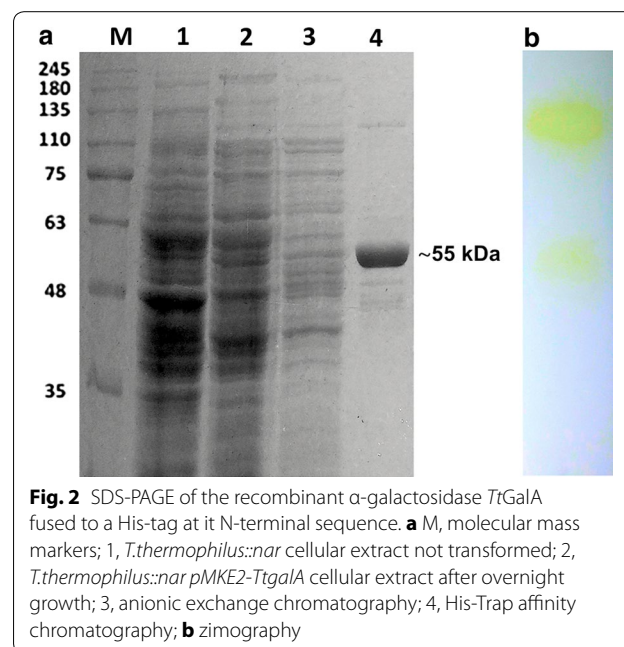 a M 1 2 3 4 b
245
180
135
110
75
63
48
35
~55 kDa
Fig. 2 SDS-PAGE of the recombinant α-galactosidase TtGalA
fused to a His-tag at it N-terminal sequence. a M, molecular mass
markers; 1, T.thermophilus::nar cellular extract not transformed; 2,
T.thermophilus::nar pMKE2-TtgalA cellular extract after overnight
growth; 3, anionic exchange chromatography; 4, His-Trap affinity
chromatography; b zimography